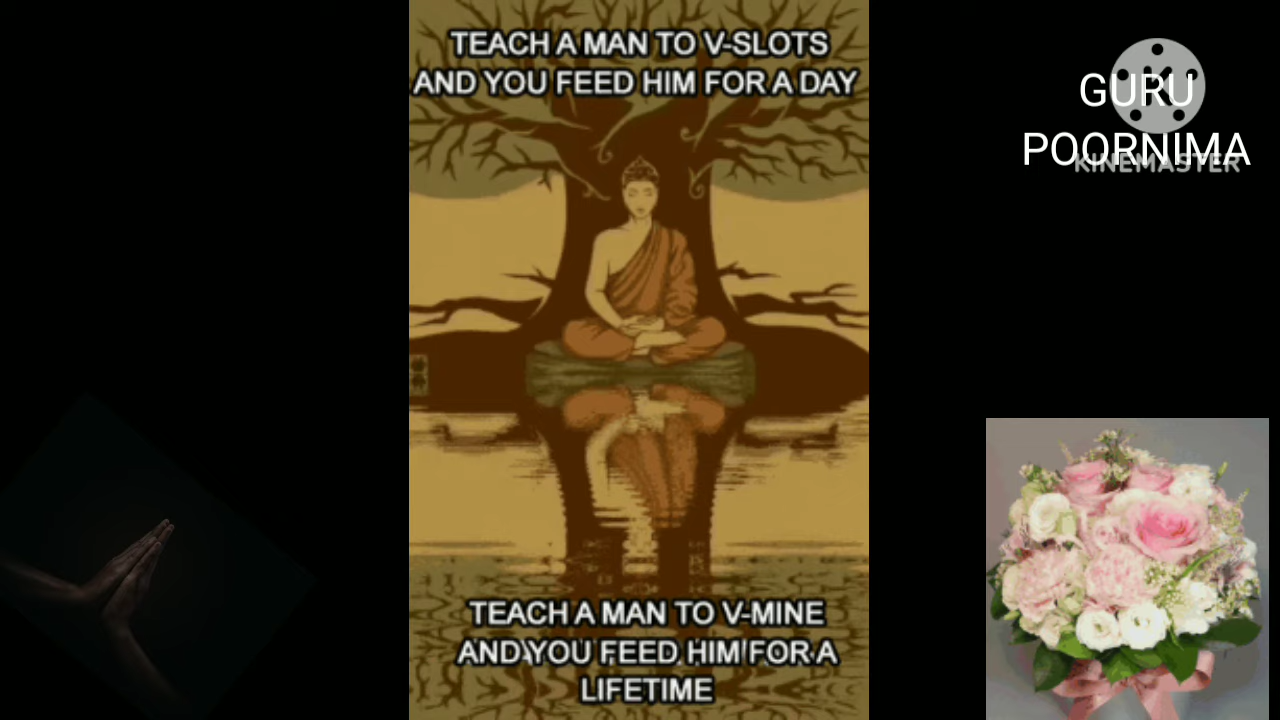 TEACH A MAN TO V-SLOTS
AND YOU FEED HIM FOR A DAY
GURU
POORNIMA
KINEMASTER
TEACH A MAN TO V-MINE
AND YOU FEED HIM FOR A
LIFETIME